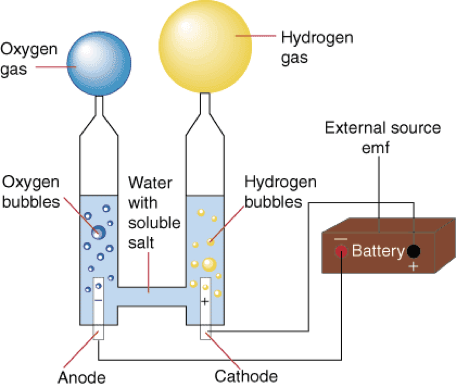 Oxygen
gas
Hydrogen
gas
External source
emf
Oxygen
bubbles
Water
with
soluble
salt
Hydrogen
bubbles
− Battery
+
−
+
Anode
Cathode